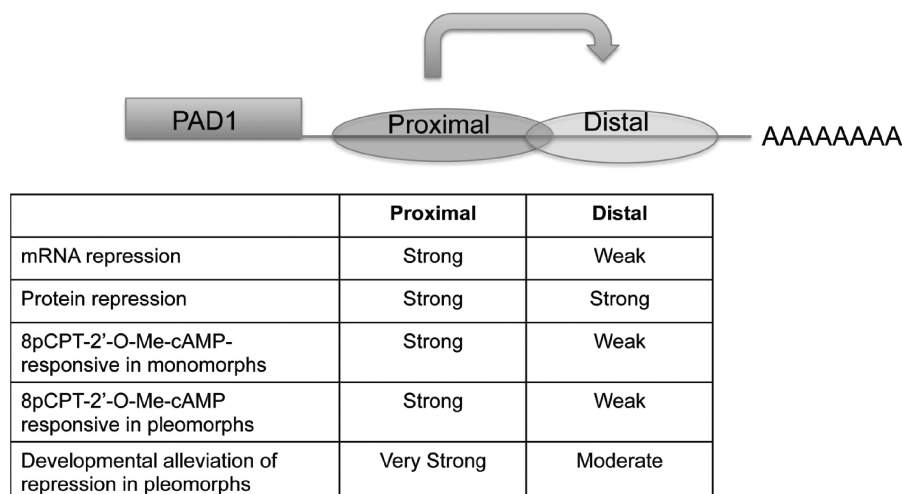 PAD1
Proximal
Distal
AAAAAAAA
Proximal Distal
mRNA repression Strong Weak
Protein repression Strong Strong
8pCPT-2’-O-Me-cAMP- Strong Weak
responsive in monomorphs
8pCPT-2’-O-Me-cAMP Strong Weak
responsive in pleomorphs
Developmental alleviation of Very Strong Moderate
repression in pleomorphs